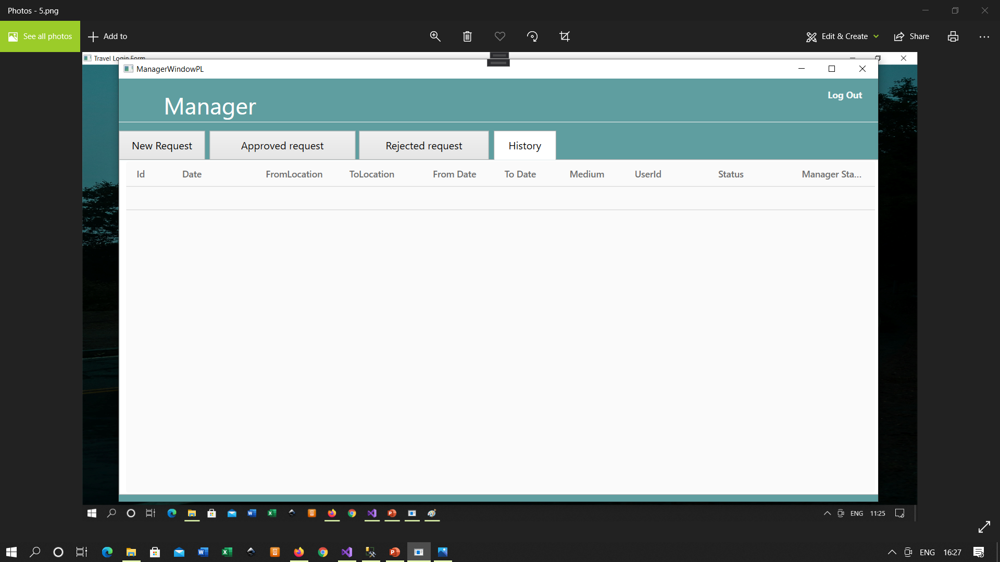 Photos - 5.png
See all photos
Add to
Edit & Create
Share
Travel Login Form
ManagerWindowPL
Manager
Log Out
New Request
Approved request
Rejected request
History
Id Date FromLocation ToLocation From Date To Date Medium UserId Status Manager Sta...
ENG 11:25
ENG 16:27